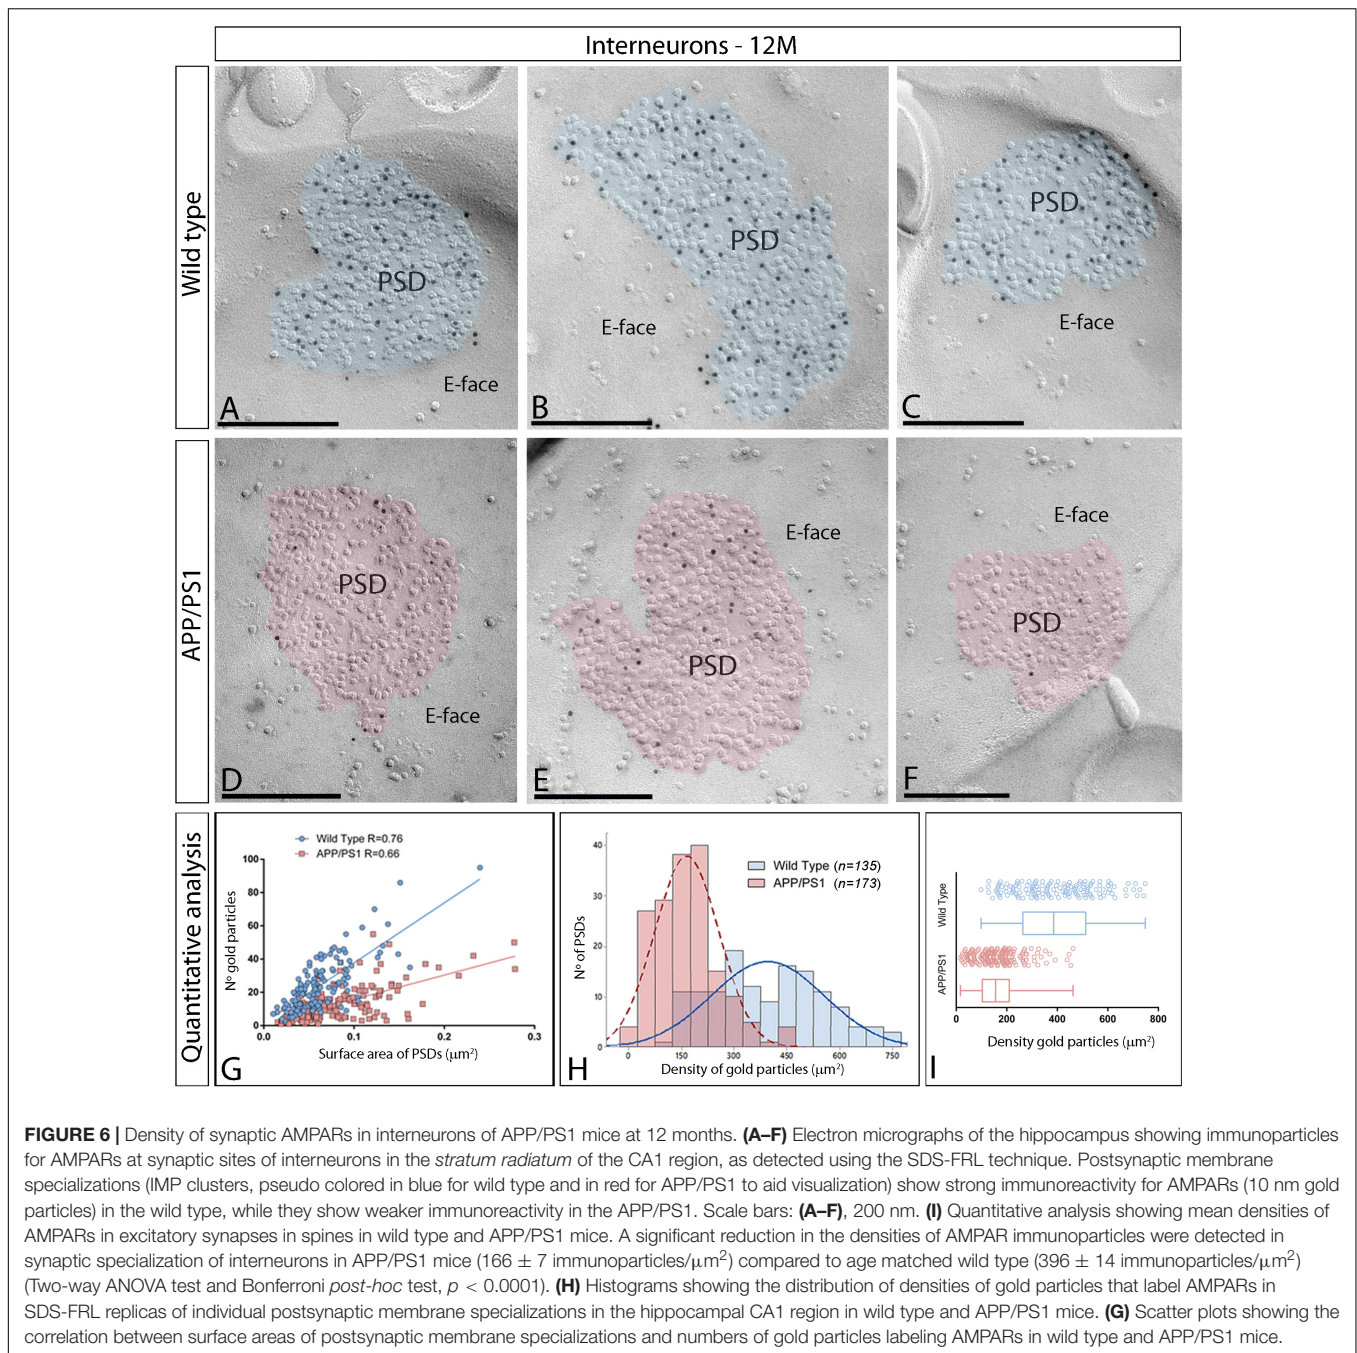 Interneurons - 12M
Wild type
PSD
E-face
A
PSD
E-face
B
PSD
E-face
C
APP/PS1
PSD
E-face
D
E-face
PSD
E
E-face
PSD
F
Quantitative analysis
Wild Type R=0.76
APP/PS1 R=0.66
Nº gold particles
100
80
60
40
20
0
0.0 0.1 0.2 0.3
Surface area of PSDs (µm²)
G
Wild Type (n=135)
APP/PS1 (n=173)
Nº of PSDs
40
30
20
10
0
0 150 300 450 600 750
Density of gold particles (µm²)
H
Wild Type
APP/PS1
0 200 400 600 800
Density gold particles (µm²)
I
FIGURE 6 | Density of synaptic AMPARs in interneurons of APP/PS1 mice at 12 months. (A–F) Electron micrographs of the hippocampus showing immunoparticles
for AMPARs at synaptic sites of interneurons in the stratum radiatum of the CA1 region, as detected using the SDS-FRL technique. Postsynaptic membrane
specializations (IMP clusters, pseudo colored in blue for wild type and in red for APP/PS1 to aid visualization) show strong immunoreactivity for AMPARs (10 nm gold
particles) in the wild type, while they show weaker immunoreactivity in the APP/PS1. Scale bars: (A–F), 200 nm. (I) Quantitative analysis showing mean densities of
AMPARs in excitatory synapses in spines in wild type and APP/PS1 mice. A significant reduction in the densities of AMPAR immunoparticles were detected in
synaptic specialization of interneurons in APP/PS1 mice (166 ± 7 immunoparticles/µm²) compared to age matched wild type (396 ± 14 immunoparticles/µm²)
(Two-way ANOVA test and Bonferroni post-hoc test, p < 0.0001). (H) Histograms showing the distribution of densities of gold particles that label AMPARs in
SDS-FRL replicas of individual postsynaptic membrane specializations in the hippocampal CA1 region in wild type and APP/PS1 mice. (G) Scatter plots showing the
correlation between surface areas of postsynaptic membrane specializations and numbers of gold particles labeling AMPARs in wild type and APP/PS1 mice.